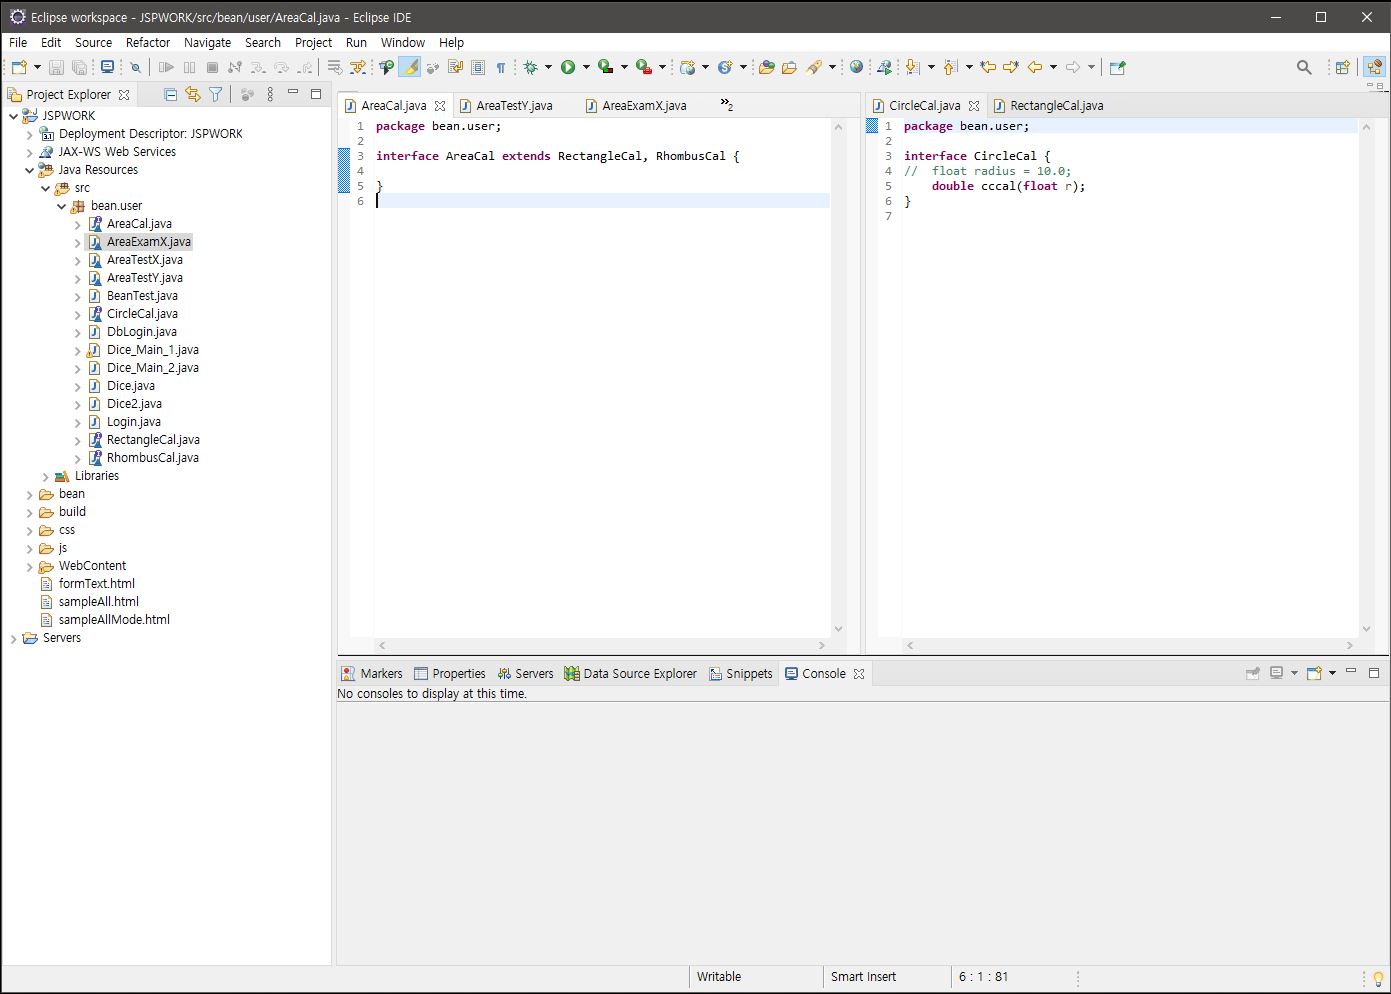 Eclipse workspace - JSPWORK/src/bean/user/AreaCal.java - Eclipse IDE
File Edit Source Refactor Navigate Search Project Run Window Help
Project Explorer
JSPWORK
Deployment Descriptor: JSPWORK
JAX-WS Web Services
Java Resources
src
bean.user
AreaCal.java
AreaExamX.java
AreaTestX.java
AreaTestY.java
BeanTest.java
CircleCal.java
DbLogin.java
Dice_Main_1.java
Dice_Main_2.java
Dice.java
Dice2.java
Login.java
RectangleCal.java
RhombusCal.java
Libraries
bean
build
css
js
WebContent
formText.html
sampleAll.html
sampleAllMode.html
Servers
AreaCal.java AreaTestY.java AreaExamX.java »2
1 package bean.user;
2
3 interface AreaCal extends RectangleCal, RhombusCal {
4
5 }
6
CircleCal.java RectangleCal.java
1 package bean.user;
2
3 interface CircleCal {
4 // float radius = 10.0;
5 double cccal(float r);
6 }
7
Markers Properties Servers Data Source Explorer Snippets Console
No consoles to display at this time.
Writable Smart Insert 6 : 1 : 81